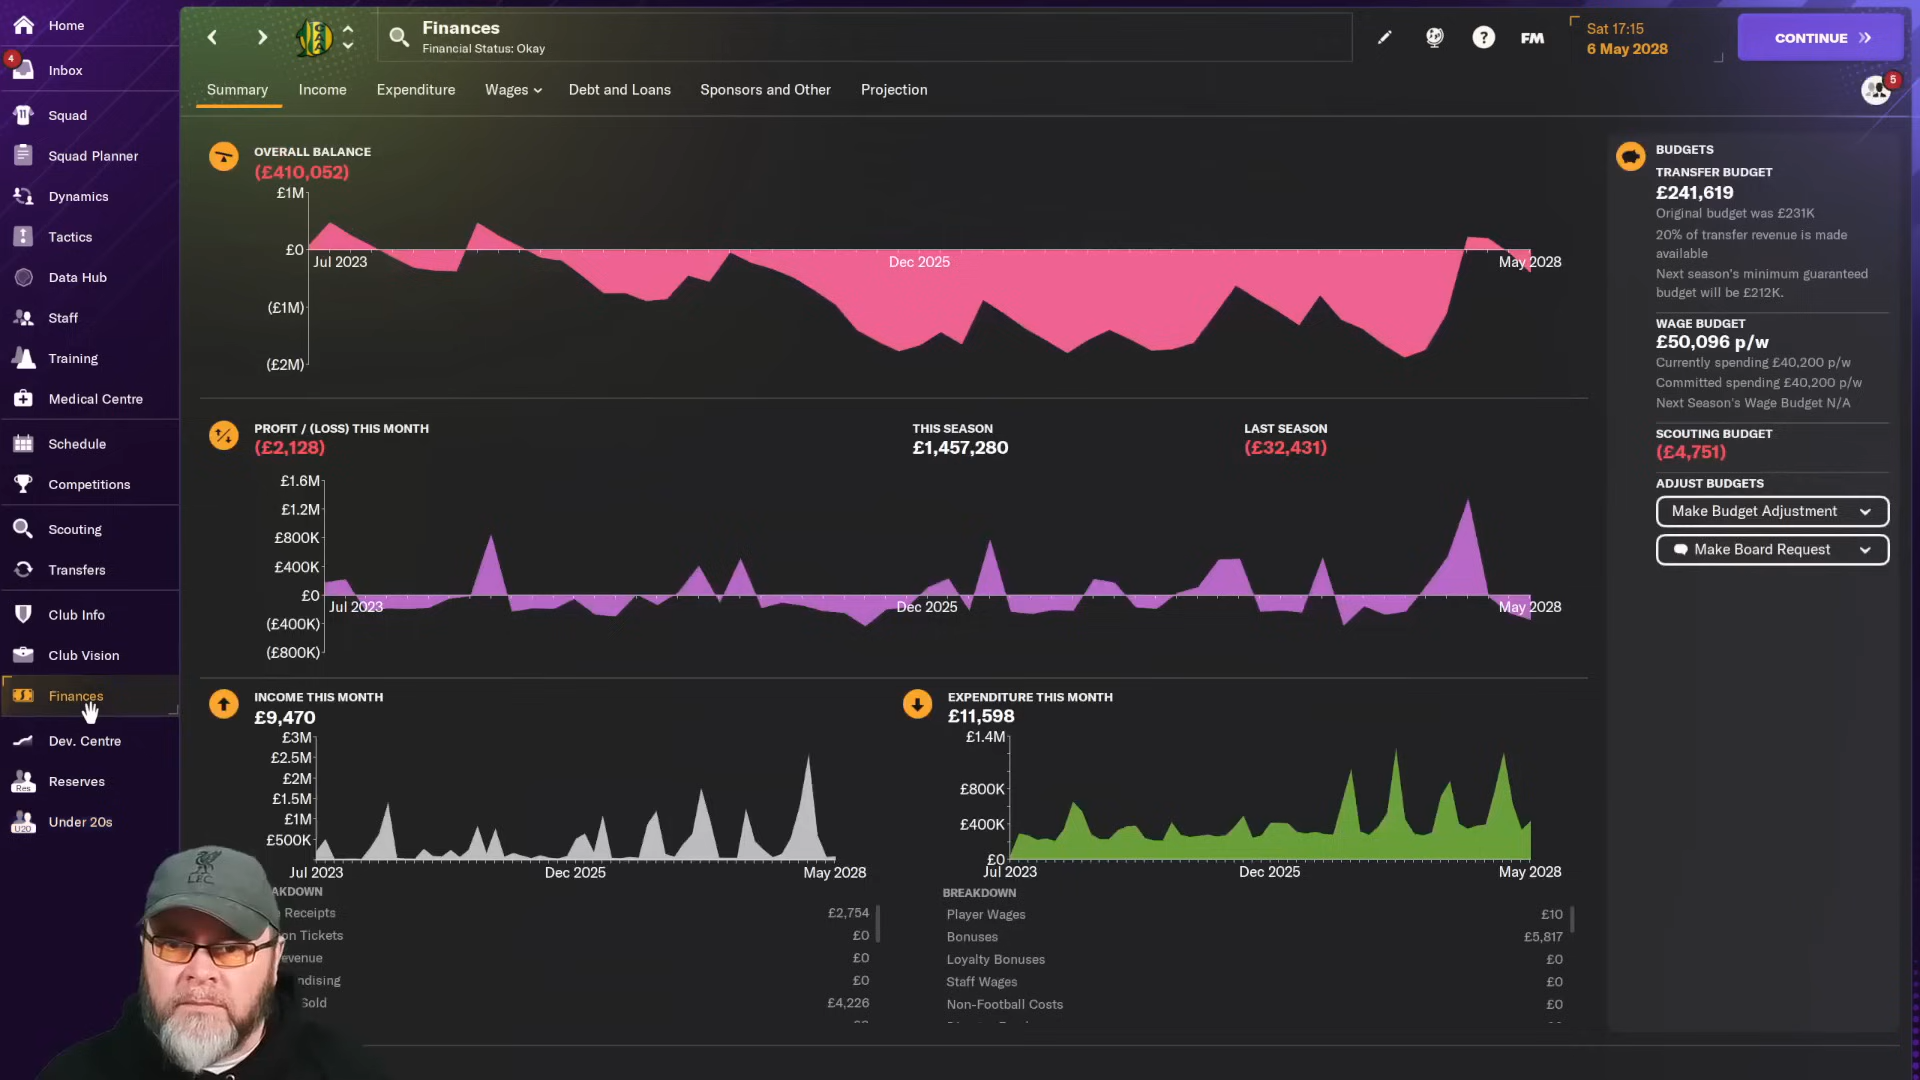 Home
4
Inbox
Squad
Squad Planner
Dynamics
Tactics
Data Hub
Staff
Training
Medical Centre
Schedule
Competitions
Scouting
Transfers
Club Info
Club Vision
Finances
Dev. Centre
Res
Reserves
U20
Under 20s
Finances
Financial Status: Okay
FM
Sat 17:15
6 May 2028
CONTINUE
5
Summary
Income
Expenditure
Wages
Debt and Loans
Sponsors and Other
Projection
OVERALL BALANCE
(£410,052)
£1M
£0
(£1M)
(£2M)
Jul 2023
Dec 2025
May 2028
PROFIT / (LOSS) THIS MONTH
(£2,128)
THIS SEASON
£1,457,280
LAST SEASON
(£32,431)
£1.6M
£1.2M
£800K
£400K
£0
(£400K)
(£800K)
Jul 2023
Dec 2025
May 2028
INCOME THIS MONTH
£9,470
£3M
£2.5M
£2M
£1.5M
£1M
£500K
Jul 2023
Dec 2025
May 2028
AKDOWN
Receipts £2,754
on Tickets £0
evenue £0
ndising £0
Sold £4,226
EXPENDITURE THIS MONTH
£11,598
£1.4M
£800K
£400K
£0
Jul 2023
Dec 2025
May 2028
BREAKDOWN
Player Wages £10
Bonuses £5,817
Loyalty Bonuses £0
Staff Wages £0
Non-Football Costs £0
BUDGETS
TRANSFER BUDGET
£241,619
Original budget was £231K
20% of transfer revenue is made
available
Next season's minimum guaranteed
budget will be £212K.
WAGE BUDGET
£50,096 p/w
Currently spending £40,200 p/w
Committed spending £40,200 p/w
Next Season's Wage Budget N/A
SCOUTING BUDGET
(£4,751)
ADJUST BUDGETS
Make Budget Adjustment
Make Board Request
L.F.C.